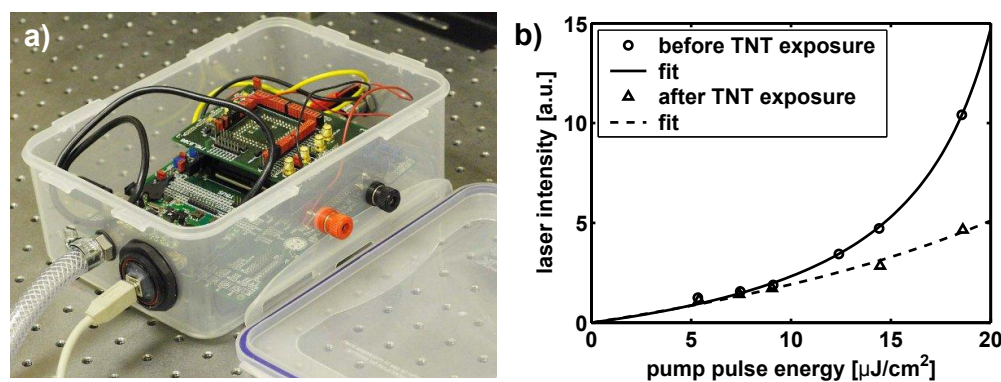 a)
b)
15
10
5
0
laser intensity [a.u.]
before TNT exposure
fit
after TNT exposure
fit
0
5
10
15
20
pump pulse energy [µJ/cm²]